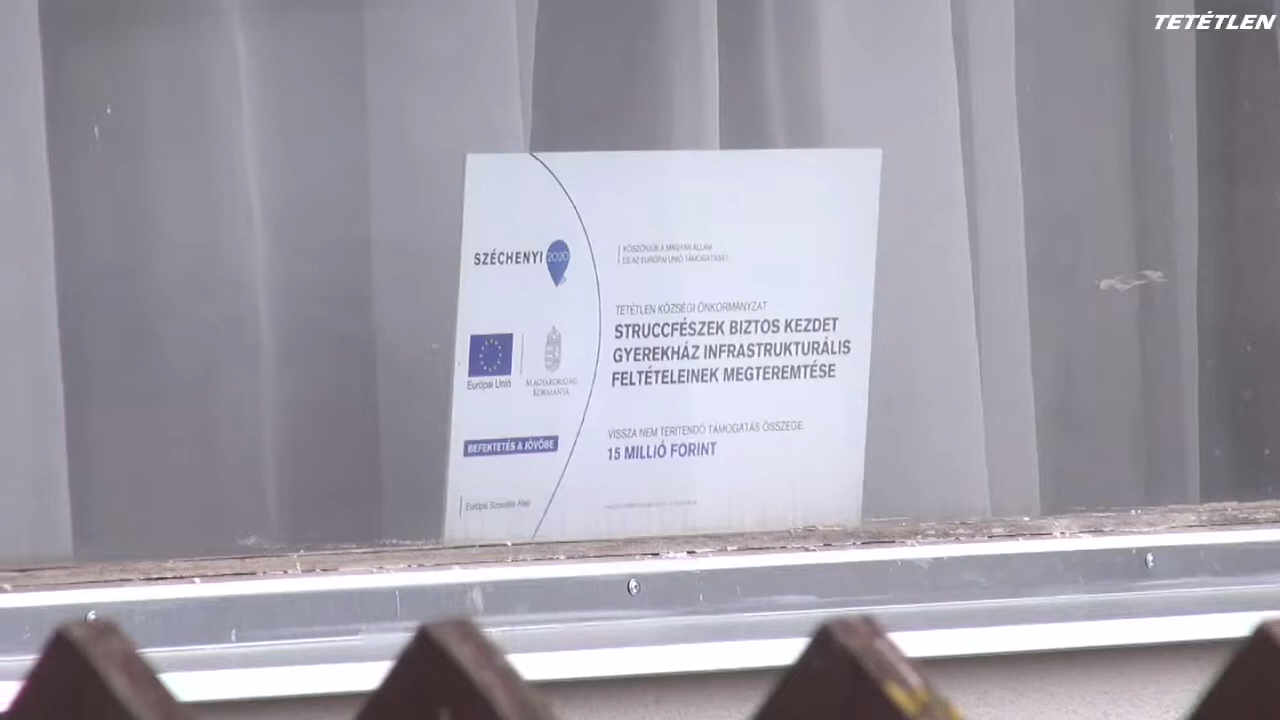 TETÉTLEN
SZÉCHENYI 2020
KÖSZÖNJÜK A MAGYAR ÁLLAM
ÉS AZ EURÓPAI UNIÓ TÁMOGATÁSÁT!
TETÉTLEN KÖZSÉGI ÖNKORMÁNYZAT
STRUCCFÉSZEK BIZTOS KEZDET
GYEREKHÁZ INFRASTRUKTURÁLIS
FELTÉTELEINEK MEGTEREMTÉSE
Európai Unió
MAGYARORSZÁG
KORMÁNYA
BEFEKTETÉS A JÖVŐBE
VISSZA NEM TÉRÍTENDŐ TÁMOGATÁS ÖSSZEGE:
15 MILLIÓ FORINT
Európai Szociális Alap